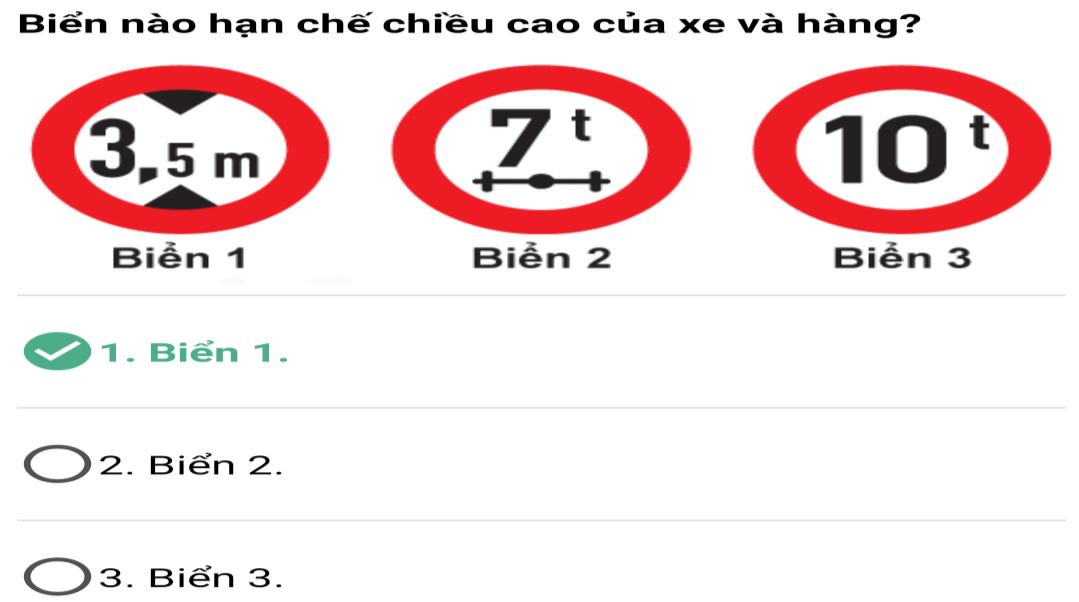 Biển nào hạn chế chiều cao của xe và hàng?
3,5 m
7 t
10 t
Biển 1
Biển 2
Biển 3
1. Biển 1.
2. Biển 2.
3. Biển 3.